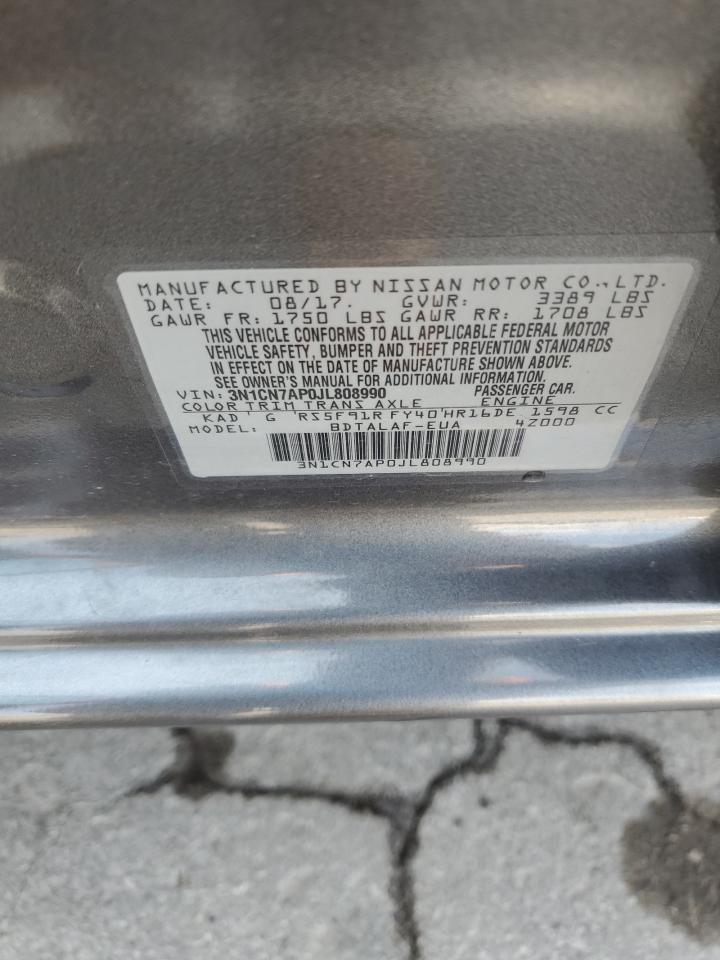 MANUFACTURED BY NISSAN MOTOR CO.,LTD.
DATE: 08/17. GVWR: 3389 LBS
GAWR FR: 1750 LBS GAWR RR: 1708 LBS
THIS VEHICLE CONFORMS TO ALL APPLICABLE FEDERAL MOTOR
VEHICLE SAFETY, BUMPER AND THEFT PREVENTION STANDARDS
IN EFFECT ON THE DATE OF MANUFACTURE SHOWN ABOVE.
SEE OWNER'S MANUAL FOR ADDITIONAL INFORMATION.
VIN: 3N1CN7AP0JL808990 PASSENGER CAR.
COLOR TRIM TRANS AXLE ENGINE
KAD G RS5F91R FY40 HR16DE 1598 CC
MODEL: BDTALAF-EUA 4Z000
3N1CN7AP0JL808990